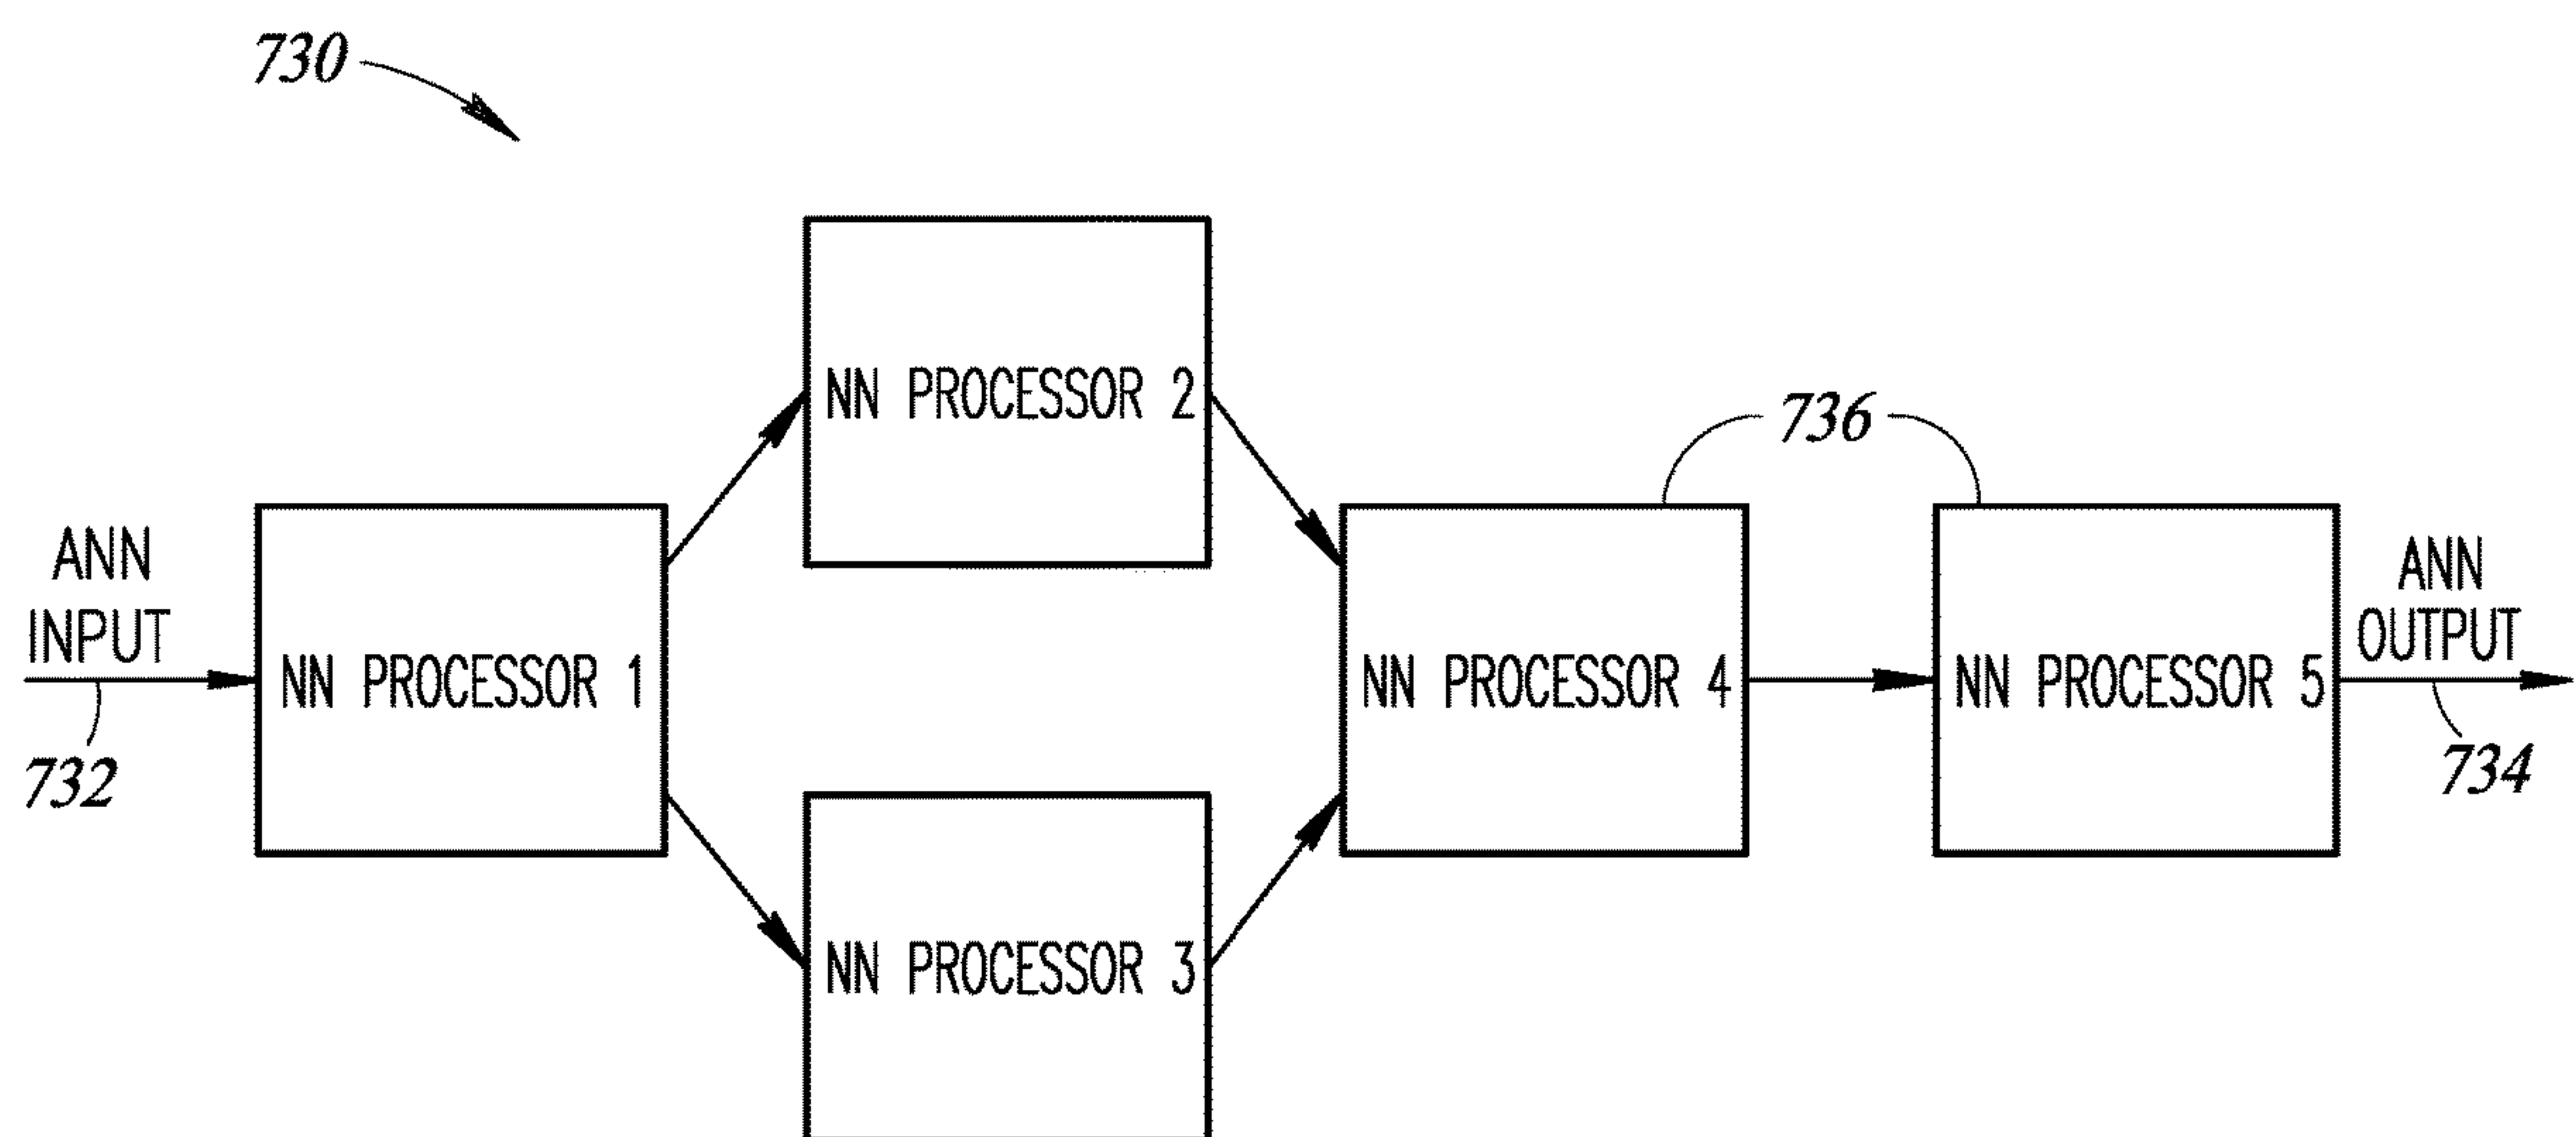 730
NN PROCESSOR 2
736
ANN
INPUT
732
NN PROCESSOR 1
NN PROCESSOR 4
NN PROCESSOR 5
ANN
OUTPUT
734
NN PROCESSOR 3